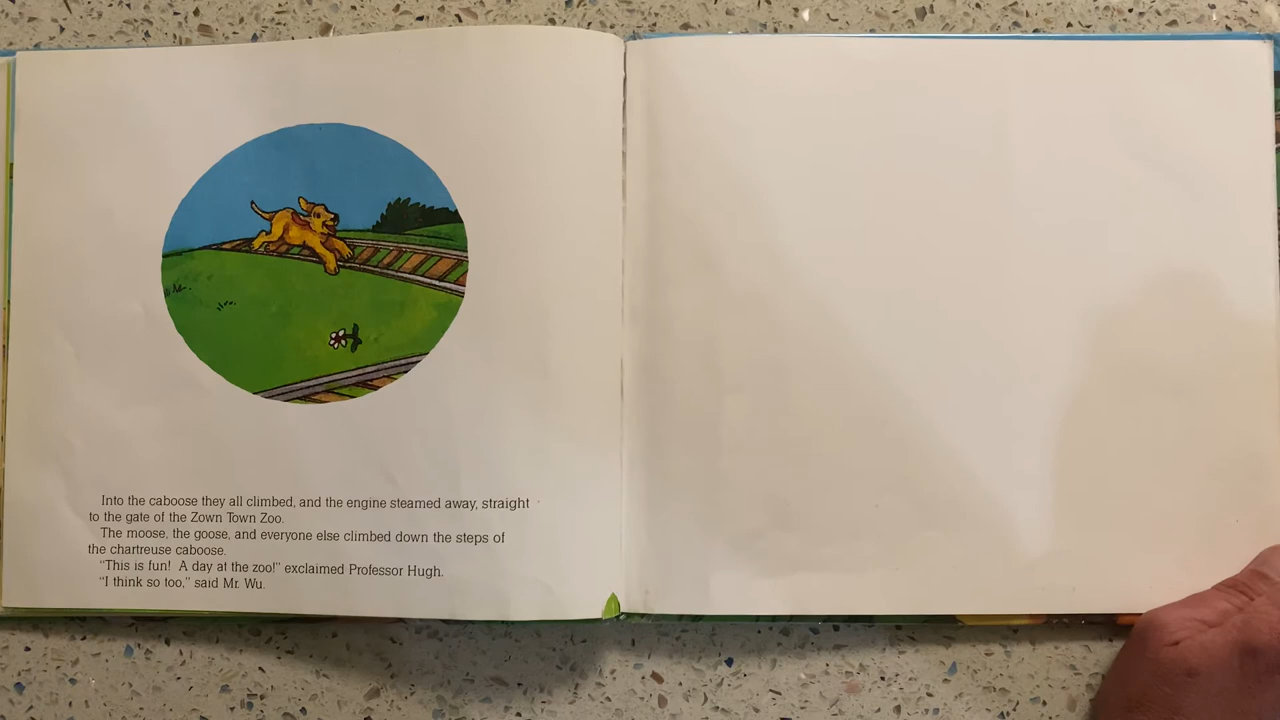 Into the caboose they all climbed, and the engine steamed away, straight
to the gate of the Zown Town Zoo.
The moose, the goose, and everyone else climbed down the steps of
the chartreuse caboose.
"This is fun! A day at the zoo!" exclaimed Professor Hugh.
"I think so too," said Mr. Wu.